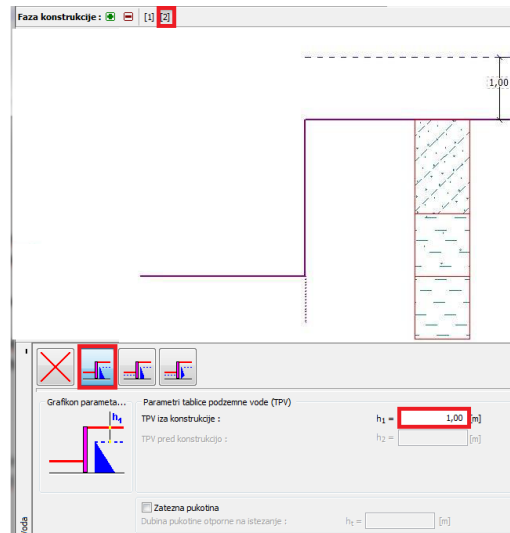 Faza konstrukcije : [1] [2]
1,00
Grafikon parameta...
Parametri tablice podzemne vode (TPV)
h1
TPV iza konstrukcije : h1 = 1,00 [m]
TPV pred konstrukcijo : h2 = [m]
Zatezna pukotina
Dubina pukotine otporne na istezanje : ht = [m]
Voda